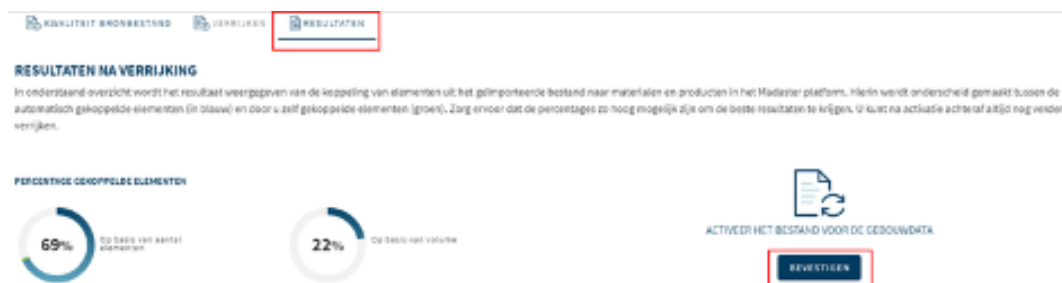 KWALITEIT BRONBESTAND VERRIJKEN RESULTATEN
RESULTATEN NA VERRIJKING
In onderstaand overzicht wordt het resultaat weergegeven van de koppeling van elementen uit het geïmporteerde bestand naar materialen en producten in het Madaster platform. Hierin wordt onderscheid gemaakt tussen de
automatisch gekoppelde elementen (in blauw) en door u zelf gekoppelde elementen (groen). Zorg ervoor dat de percentages zo hoog mogelijk zijn om de beste resultaten te krijgen. U kunt na activatie achteraf altijd nog verder
verrijken.
PERCENTAGE GEKOPPELDE ELEMENTEN
69% Op basis van aantal
elementen
22% Op basis van volume
ACTIVEER HET BESTAND VOOR DE GEBOUWDATA
BEVESTIGEN